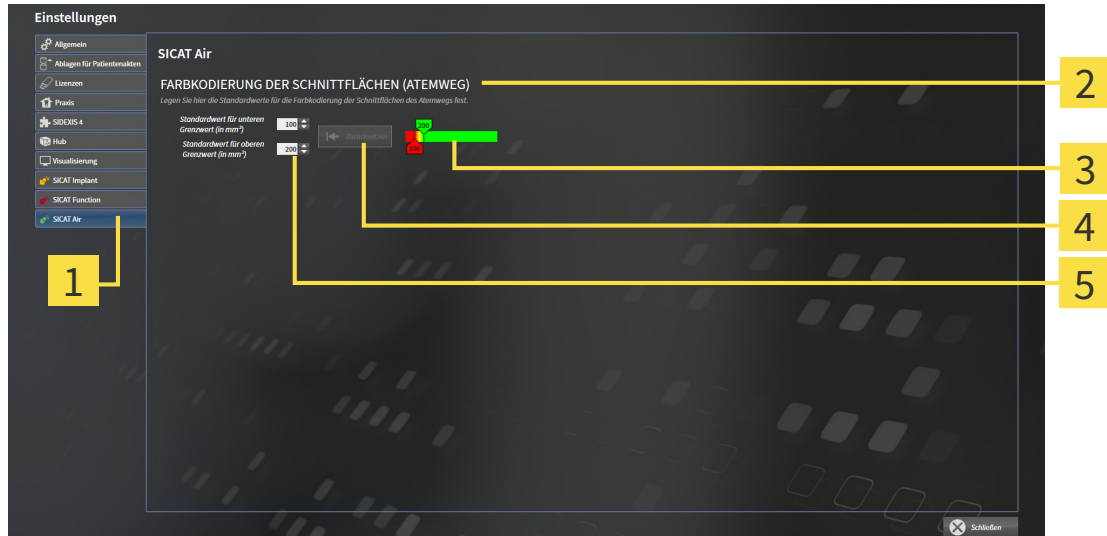 Einstellungen
Allgemein
Ablagen für Patientenakten
Lizenzen
Praxis
SIDEXIS 4
Hub
Visualisierung
SICAT Implant
SICAT Function
SICAT Air
SICAT Air
FARBKODIERUNG DER SCHNITTFLÄCHEN (ATEMWEG)
Legen Sie hier die Standardwerte für die Farbkodierung der Schnittflächen des Atemwegs fest.
Standardwert für unteren
Grenzwert (in mm²)
100
Standardwert für oberen
Grenzwert (in mm²)
200
Zurücksetzen
200
100
Schließen
1
2
3
4
5